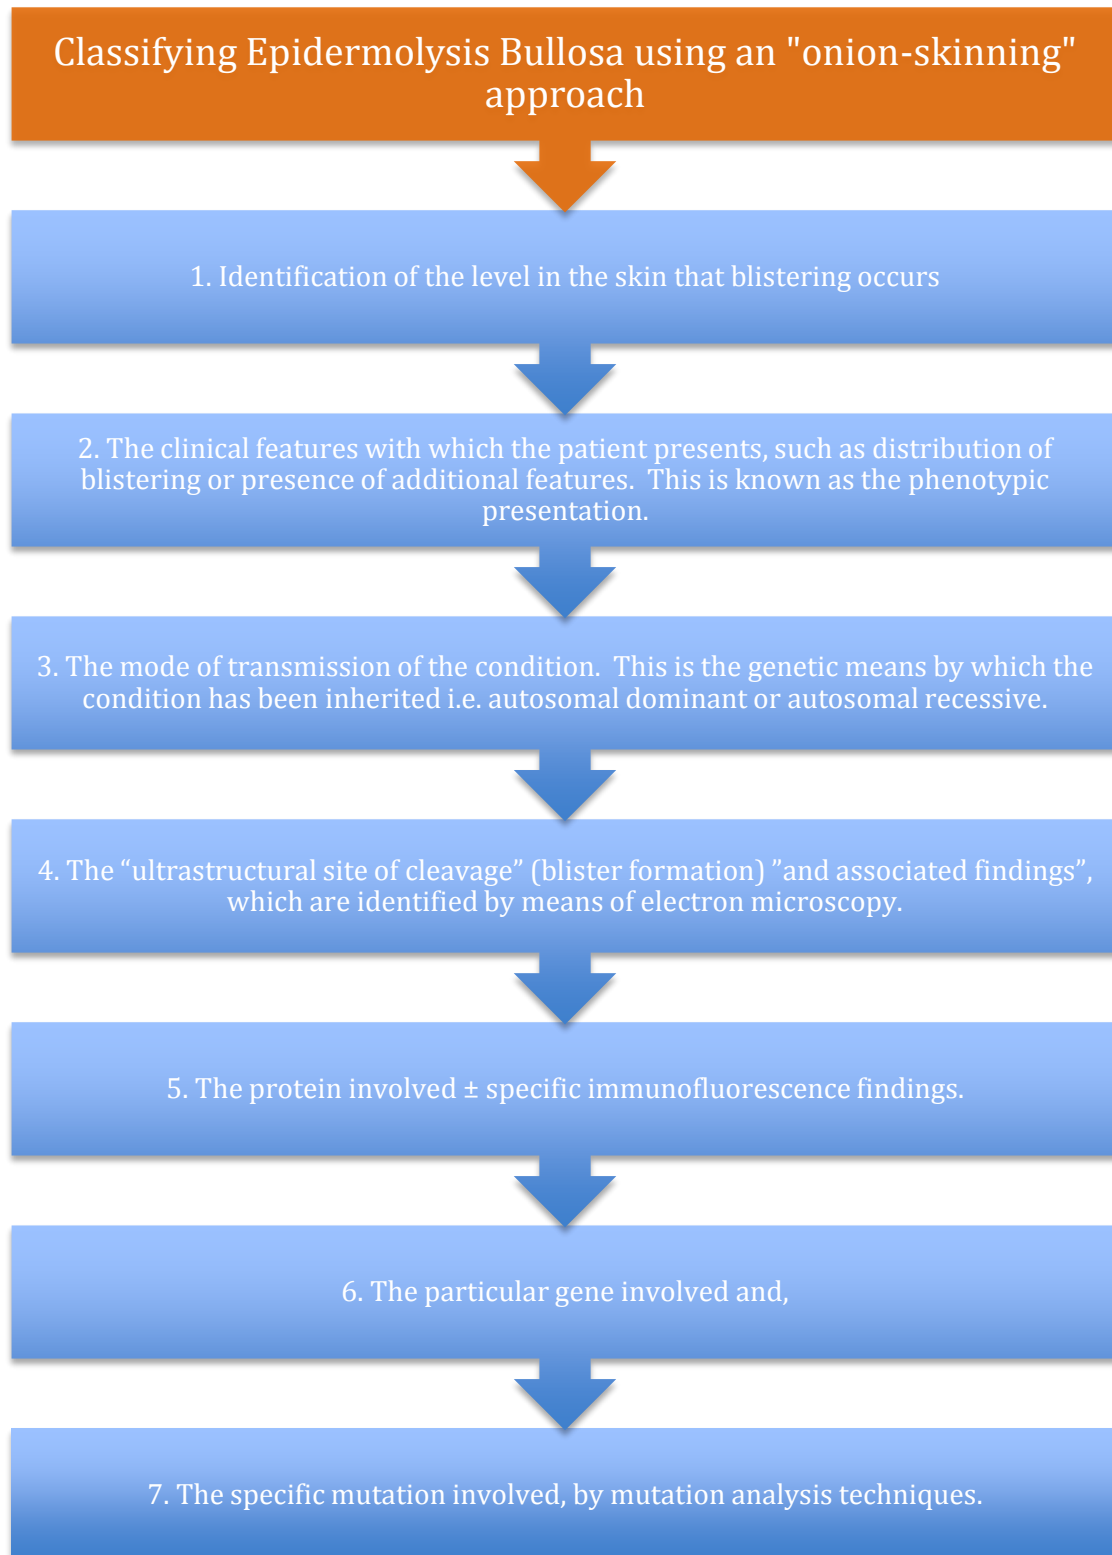 Classifying Epidermolysis Bullosa using an "onion-skinning"
approach
1. Identification of the level in the skin that blistering occurs
2. The clinical features with which the patient presents, such as distribution of
blistering or presence of additional features.  This is known as the phenotypic
presentation.
3. The mode of transmission of the condition.  This is the genetic means by which the
condition has been inherited i.e. autosomal dominant or autosomal recessive.
4. The “ultrastructural site of cleavage” (blister formation) ”and associated findings”,
which are identified by means of electron microscopy.
5. The protein involved ± specific immunofluorescence findings.
6. The particular gene involved and,
7. The specific mutation involved, by mutation analysis techniques.